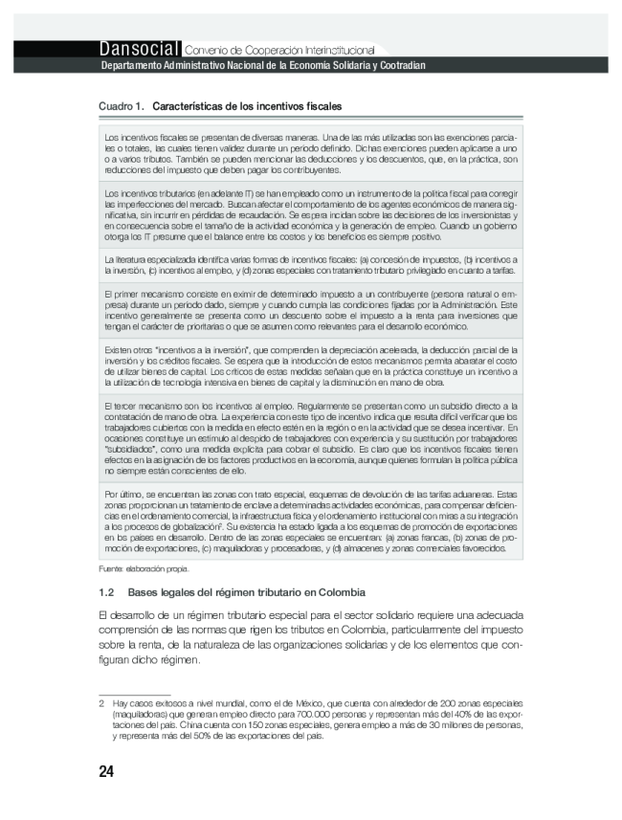 Dansocial Convenio de Cooperación Interinstitucional
Departamento Administrativo Nacional de la Economía Solidaria y Cootradian
Cuadro 1. Características de los incentivos fiscales
Los incentivos fiscales se presentan de diversas maneras. Una de las más utilizadas son las exenciones parcia-
les o totales, las cuales tienen validez durante un periodo definido. Dichas exenciones pueden aplicarse a uno
o a varios tributos. También se pueden mencionar las deducciones y los descuentos, que, en la práctica, son
reducciones del impuesto que deben pagar los contribuyentes.
Los incentivos tributarios (en adelante IT) se han empleado como un instrumento de la política fiscal para corregir
las imperfecciones del mercado. Buscan afectar el comportamiento de los agentes económicos de manera sig-
nificativa, sin incurrir en pérdidas de recaudación. Se espera incidan sobre las decisiones de los inversionistas y
en consecuencia sobre el tamaño de la actividad económica y la generación de empleo. Cuando un gobierno
otorga los IT presume que el balance entre los costos y los beneficios es siempre positivo.
La literatura especializada identifica varias formas de incentivos fiscales: (a) concesión de impuestos, (b) incentivos a
la inversión, (c) incentivos al empleo, y (d) zonas especiales con tratamiento tributario privilegiado en cuanto a tarifas.
El primer mecanismo consiste en eximir de determinado impuesto a un contribuyente (persona natural o em-
presa) durante un periodo dado, siempre y cuando cumpla las condiciones fijadas por la Administración. Este
incentivo generalmente se presenta como un descuento sobre el impuesto a la renta para inversiones que
tengan el carácter de prioritarias o que se asumen como relevantes para el desarrollo económico.
Existen otros "incentivos a la inversión", que comprenden la depreciación acelerada, la deducción parcial de la
inversión y los créditos fiscales. Se espera que la introducción de estos mecanismos permita abaratar el costo
de utilizar bienes de capital. Los críticos de estas medidas señalan que en la práctica constituye un incentivo a
la utilización de tecnología intensiva en bienes de capital y la disminución en mano de obra.
El tercer mecanismo son los incentivos al empleo. Regularmente se presentan como un subsidio directo a la
contratación de mano de obra. La experiencia con este tipo de incentivo indica que resulta difícil verificar que los
trabajadores cubiertos con la medida en efecto estén en la región o en la actividad que se desea incentivar. En
ocasiones constituye un estímulo al despido de trabajadores con experiencia y su sustitución por trabajadores
"subsidiados", como una medida explícita para cobrar el subsidio. Es claro que los incentivos fiscales tienen
efectos en la asignación de los factores productivos en la economía, aunque quienes formulan la política pública
no siempre están conscientes de ello.
Por último, se encuentran las zonas con trato especial, esquemas de devolución de las tarifas aduaneras. Estas
zonas proporcionan un tratamiento de enclave a determinadas actividades económicas, para compensar deficien-
cias en el ordenamiento comercial, la infraestructura física y el ordenamiento institucional con miras a su integración
a los procesos de globalización². Su existencia ha estado ligada a los esquemas de promoción de exportaciones
en los países en desarrollo. Dentro de las zonas especiales se encuentran: (a) zonas francas, (b) zonas de pro-
moción de exportaciones, (c) maquiladoras y procesadoras, y (d) almacenes y zonas comerciales favorecidos.
Fuente: elaboración propia.
1.2 Bases legales del régimen tributario en Colombia
El desarrollo de un régimen tributario especial para el sector solidario requiere una adecuada
comprensión de las normas que rigen los tributos en Colombia, particularmente del impuesto
sobre la renta, de la naturaleza de las organizaciones solidarias y de los elementos que con-
figuran dicho régimen.
2 Hay casos exitosos a nivel mundial, como el de México, que cuenta con alrededor de 200 zonas especiales
(maquiladoras) que generan empleo directo para 700.000 personas y representan más del 40% de las expor-
taciones del país. China cuenta con 150 zonas especiales, genera empleo a más de 30 millones de personas,
y representa más del 50% de las exportaciones del país.
24